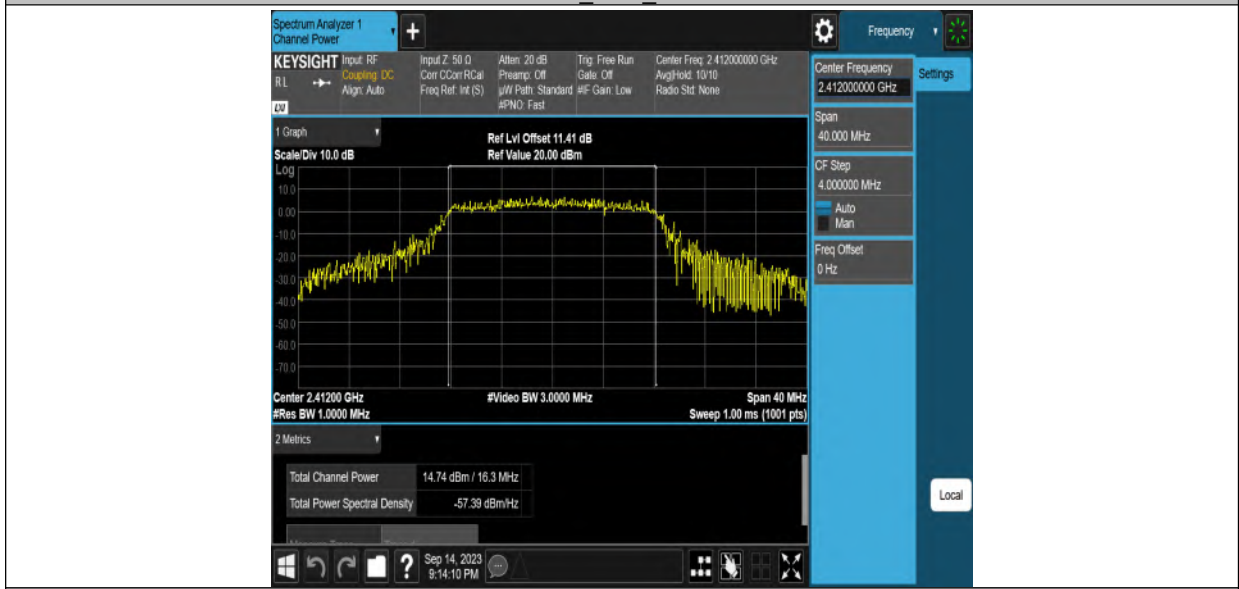 Spectrum Analyzer 1
Channel Power
+
Frequency
KEYSIGHT
R L
LXI
Input: RF
Coupling: DC
Align: Auto
Input Z: 50 Ω
Corr CCorr RCal
Freq Ref: Int (S)
Atten: 20 dB
Preamp: Off
µW Path: Standard
#PNO: Fast
Trig: Free Run
Gate: Off
#IF Gain: Low
Center Freq: 2.412000000 GHz
Avg|Hold: 10/10
Radio Std: None
Center Frequency
2.412000000 GHz
Settings
Span
40.000 MHz
CF Step
4.000000 MHz
Auto
Man
Freq Offset
0 Hz
1 Graph
Scale/Div 10.0 dB
Ref Lvl Offset 11.41 dB
Ref Value 20.00 dBm
Log
10.0
0.00
-10.0
-20.0
-30.0
-40.0
-50.0
-60.0
-70.0
Center 2.41200 GHz
#Video BW 3.0000 MHz
Span 40 MHz
#Res BW 1.0000 MHz
Sweep 1.00 ms (1001 pts)
2 Metrics
Total Channel Power 14.74 dBm / 16.3 MHz
Total Power Spectral Density -57.39 dBm/Hz
Local
?
Sep 14, 2023
9:14:10 PM